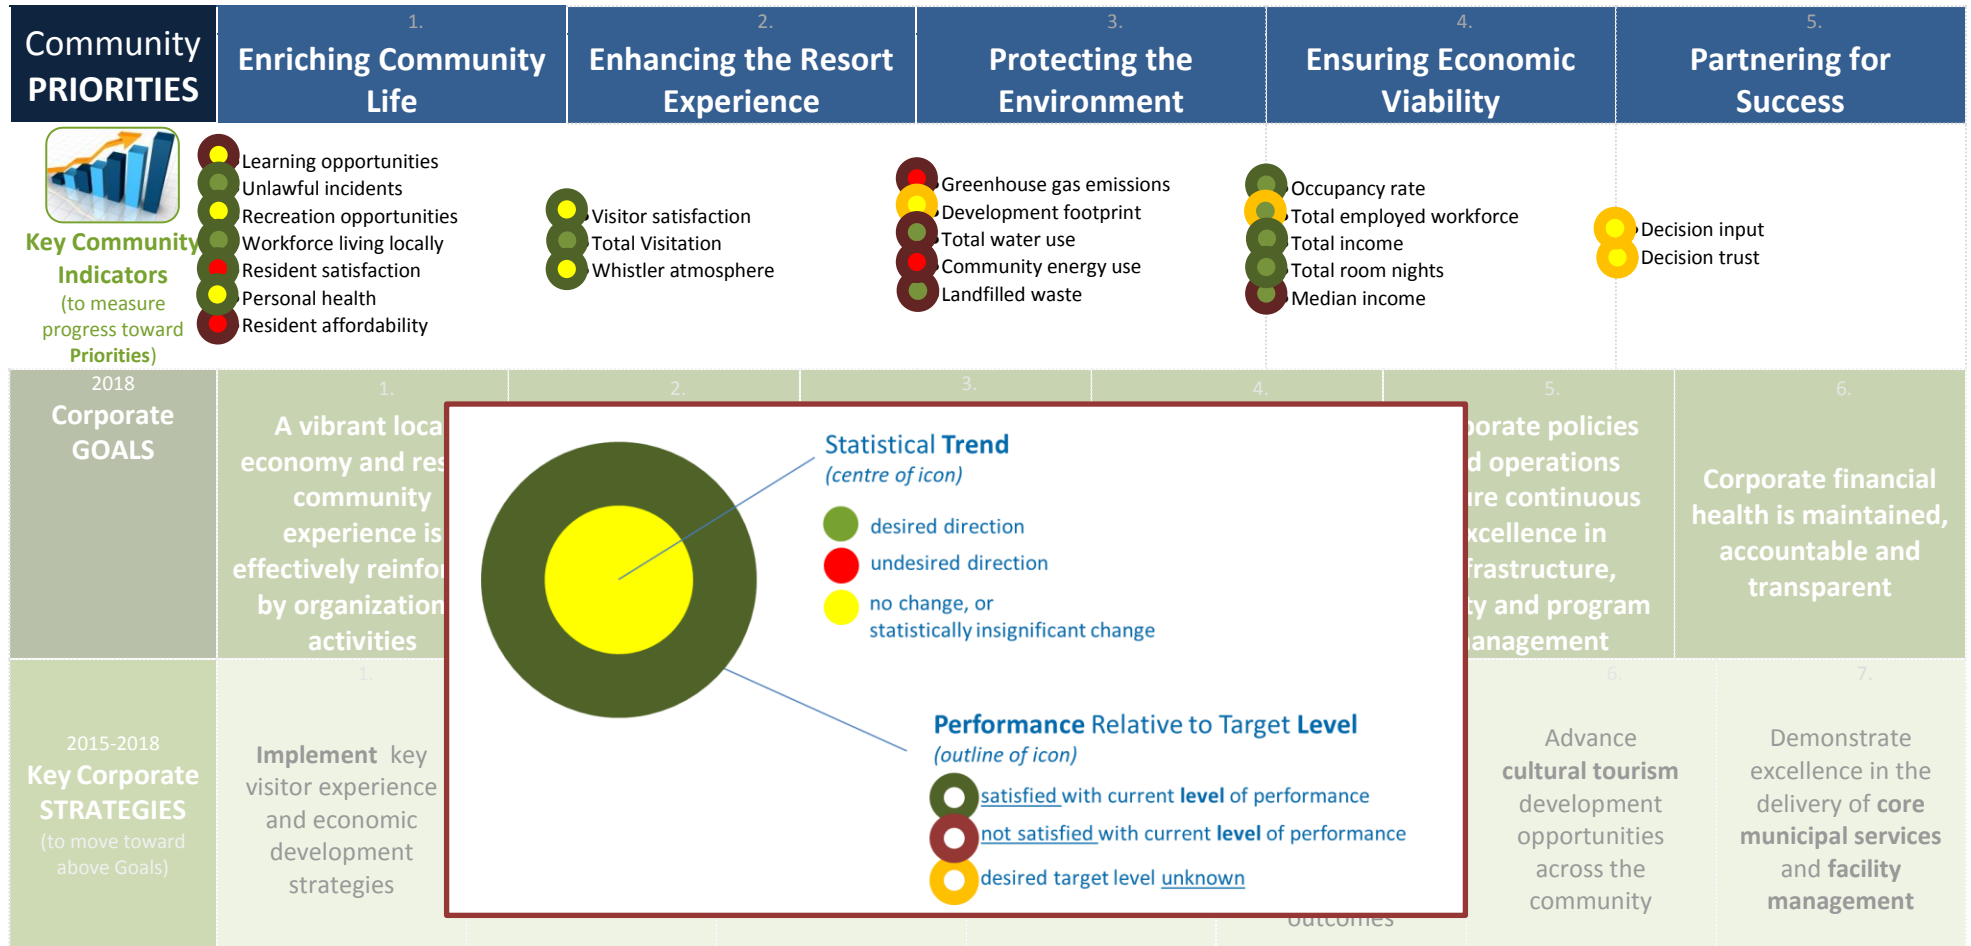 Community
PRIORITIES
1.
Enriching Community
Life
2.
Enhancing the Resort
Experience
3.
Protecting the
Environment
4.
Ensuring Economic
Viability
5.
Partnering for
Success
Key Community
Indicators
(to measure
progress toward
Priorities)
Learning opportunities
Unlawful incidents
Recreation opportunities
Workforce living locally
Resident satisfaction
Personal health
Resident affordability
•Visitor satisfaction
•Total Visitation
•Whistler atmosphere
•Greenhouse gas emissions
•Development footprint
•Total water use
•Community energy use
•Landfilled waste
•Occupancy rate
•Total employed workforce
•Total income
•Total room nights
•Median income
•Decision input
•Decision trust
2018
Corporate
GOALS
1.
A vibrant loca
economy and res
community
experience is
effectively reinfo
by organization
activities
2.
3.
4.
5.
porate policies
d operations
ure continuous
xcellence in
frastructure,
ty and program
anagement
6.
Corporate financial
health is maintained,
accountable and
transparent
Statistical Trend
(centre of icon)
desired direction
undesired direction
no change, or
statistically insignificant change
Performance Relative to Target Level
(outline of icon)
satisfied with current level of performance
not satisfied with current level of performance
desired target level unknown
2015-2018
Key Corporate
STRATEGIES
(to move toward
above Goals)
1.
Implement key
visitor experience
and economic
development
strategies
outcomes
6.
Advance
cultural tourism
development
opportunities
across the
community
7.
Demonstrate
excellence in the
delivery of core
municipal services
and facility
management